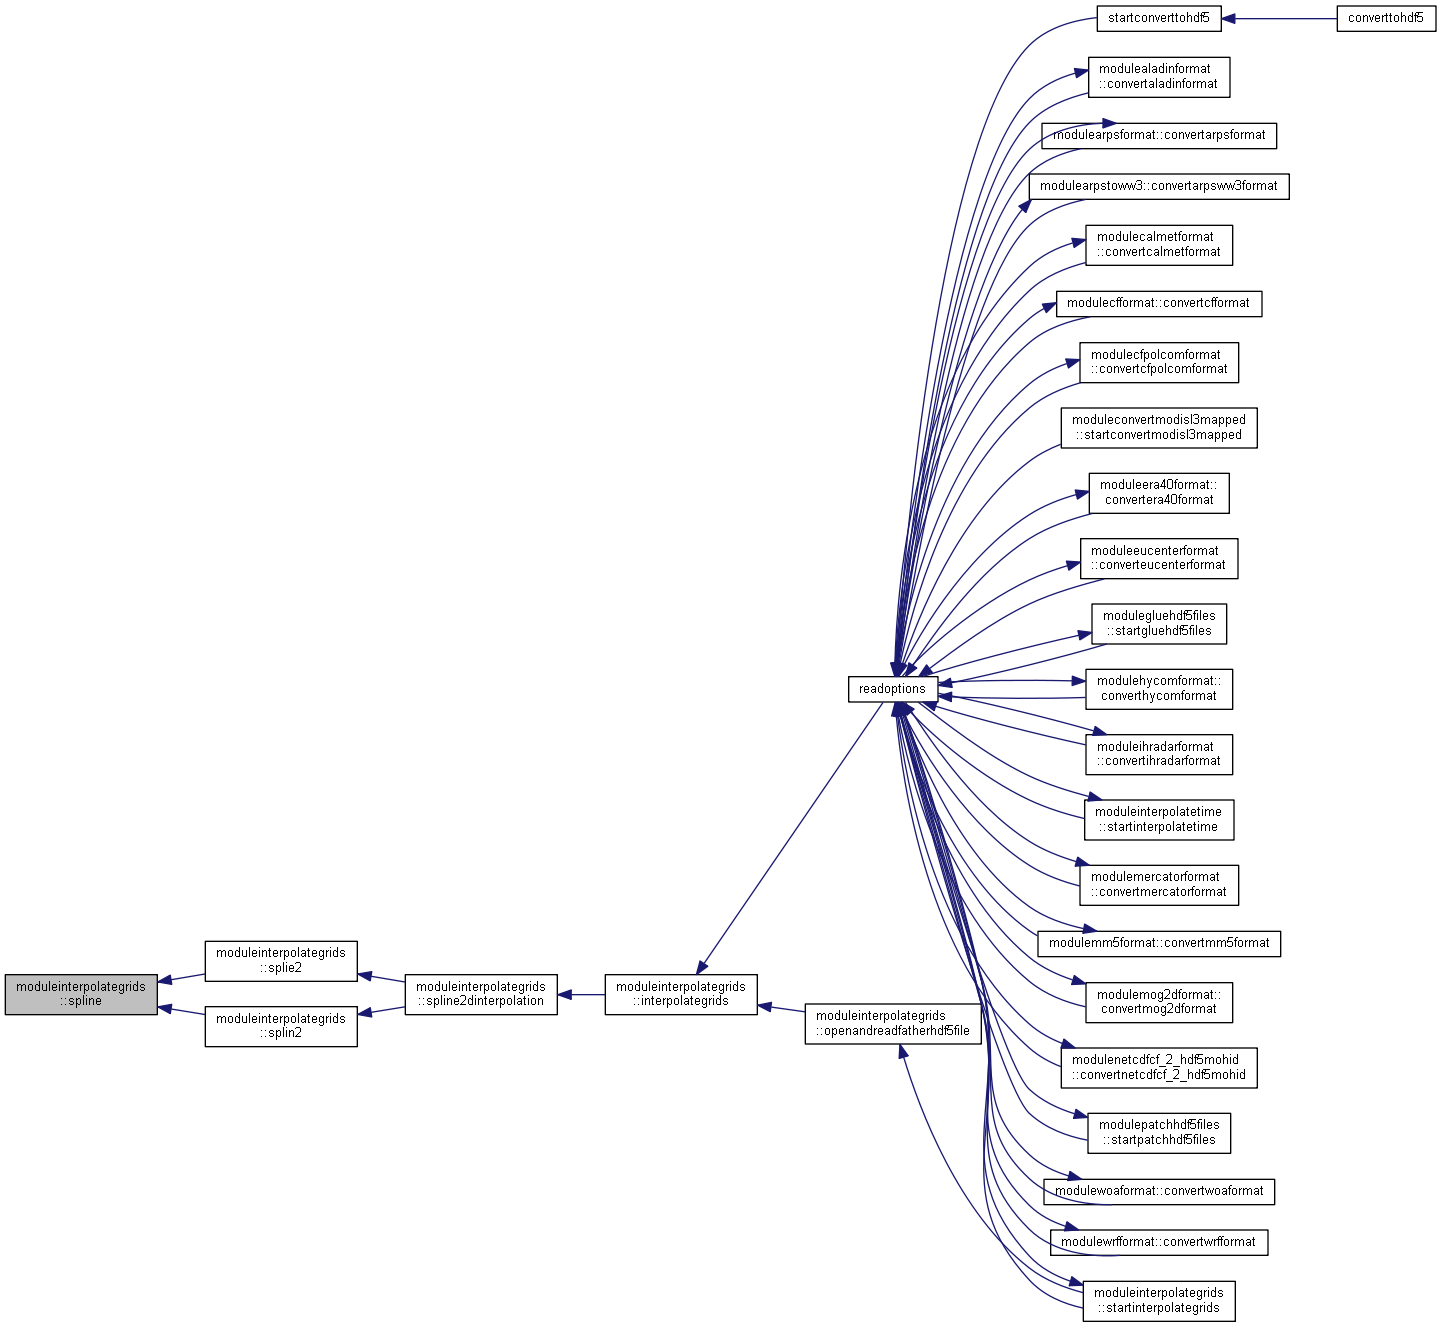 startconverttohdf5
converttohdf5
modulealadinformat
::convertaladinformat
modulearpsformat::convertarpsformat
modulearpstoww3::convertarpsww3format
modulecalmetformat
::convertcalmetformat
modulecfformat::convertcfformat
modulecfpolcomformat
::convertcfpolcomformat
moduleconvertmodisl3mapped
::startconvertmodisl3mapped
moduleera40format::
convertera40format
moduleeucenterformat
::converteucenterformat
modulegluehdf5files
::startgluehdf5files
readoptions
modulehycomformat::
converthycomformat
moduleihradarformat
::convertihradarformat
moduleinterpolatetime
::startinterpolatetime
modulemercatorformat
::convertmercatorformat
modulemm5format::convertmm5format
moduleinterpolategrids
::splie2
moduleinterpolategrids
::spline
moduleinterpolategrids
::splin2
moduleinterpolategrids
::spline2dinterpolation
moduleinterpolategrids
::interpolategrids
moduleinterpolategrids
::openandreadfatherhdf5file
modulemog2dformat::
convertmog2dformat
modulenetcdfcf_2_hdf5mohid
::convertnetcdfcf_2_hdf5mohid
modulepatchhdf5files
::startpatchhdf5files
modulewoaformat::convertwoaformat
modulewrfformat::convertwrfformat
moduleinterpolategrids
::startinterpolategrids